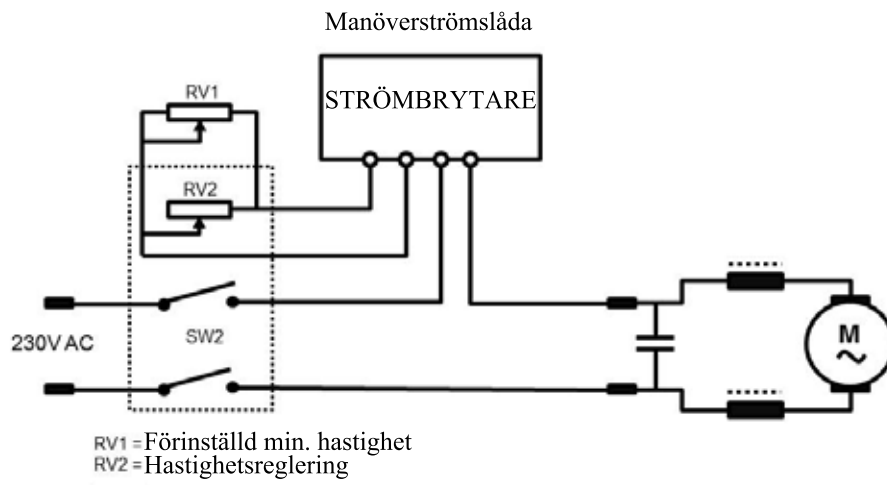 Manöverströmslåda
STRÖMBRYTARE
RV1
RV2
SW2
230V AC
M
RV1 = Förinställd min. hastighet
RV2 = Hastighetsreglering